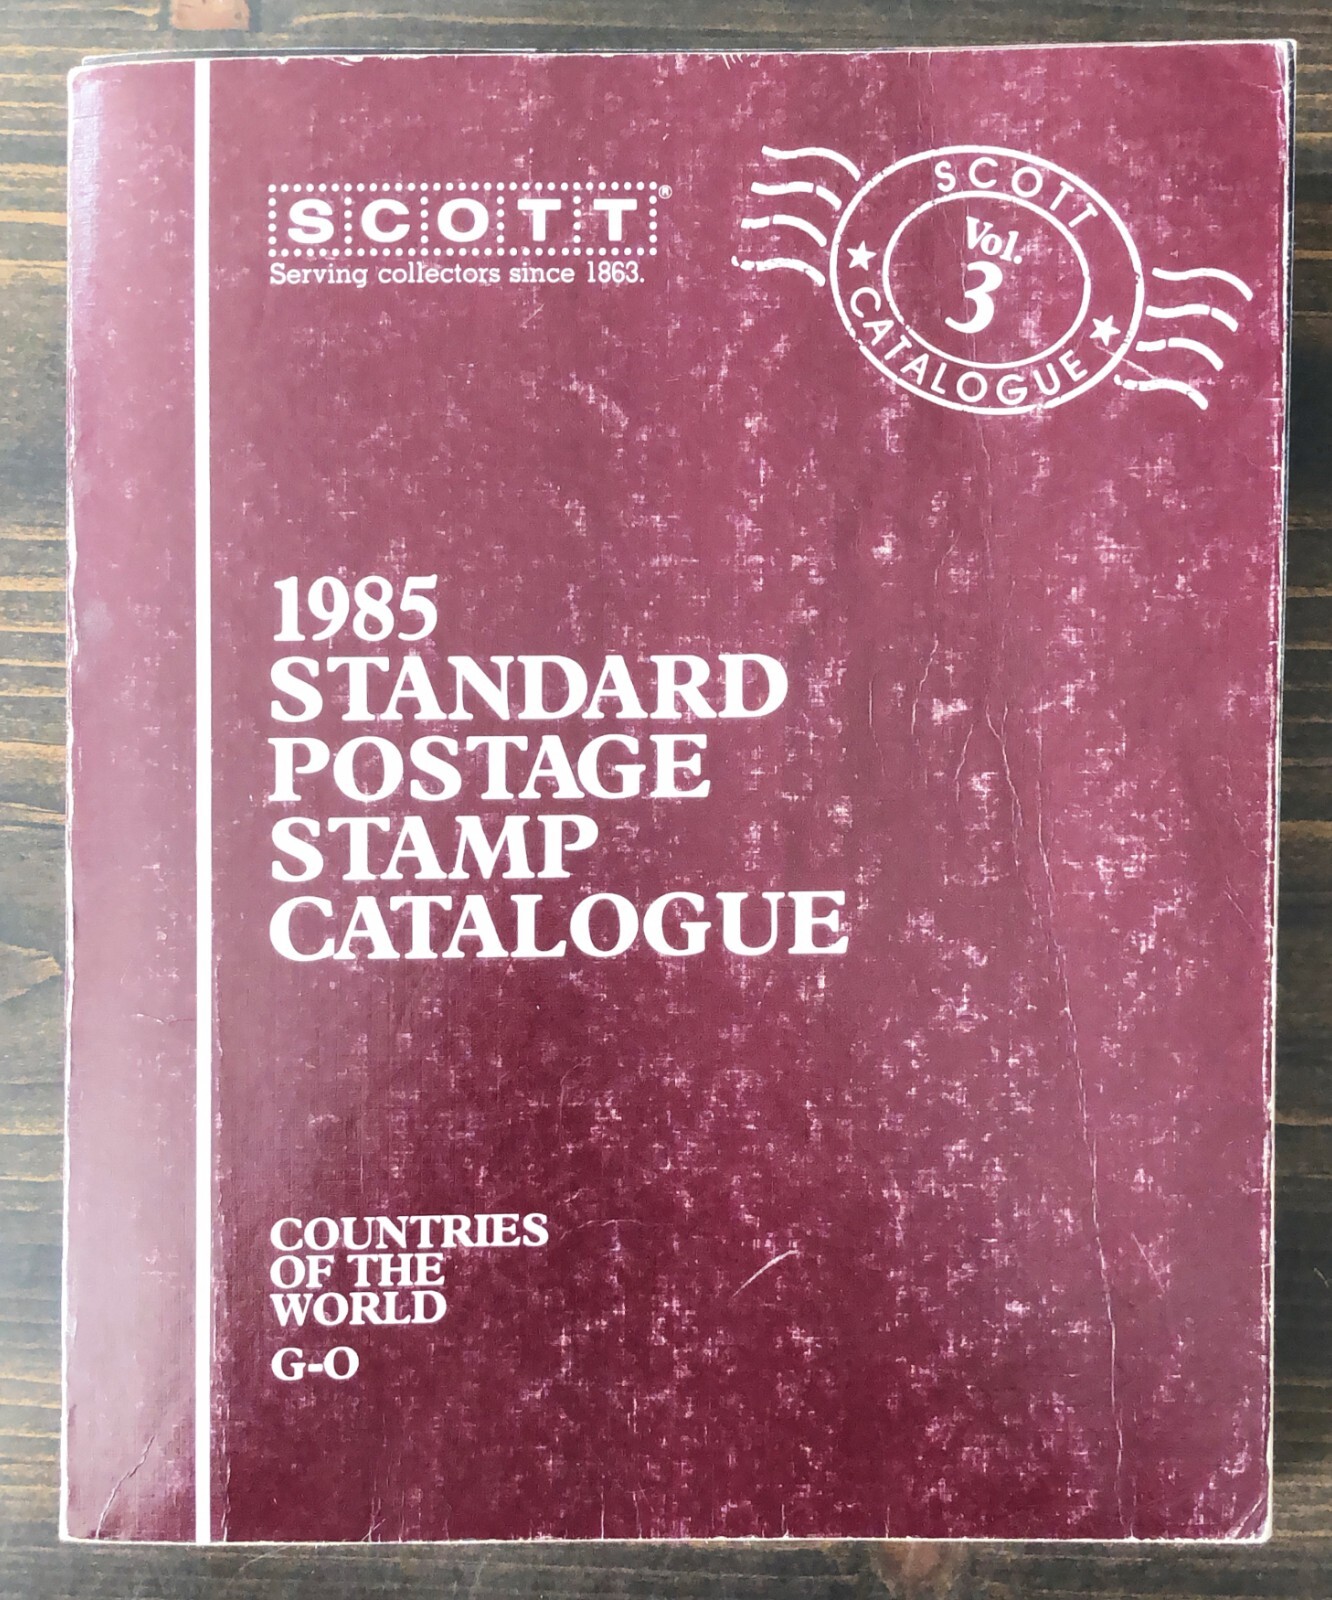 SCOTT®
Serving collectors since 1863.
SCOTT
Vol.
3
★ CATALOGUE ★
1985
STANDARD
POSTAGE
STAMP
CATALOGUE
COUNTRIES
OF THE
WORLD
G-O